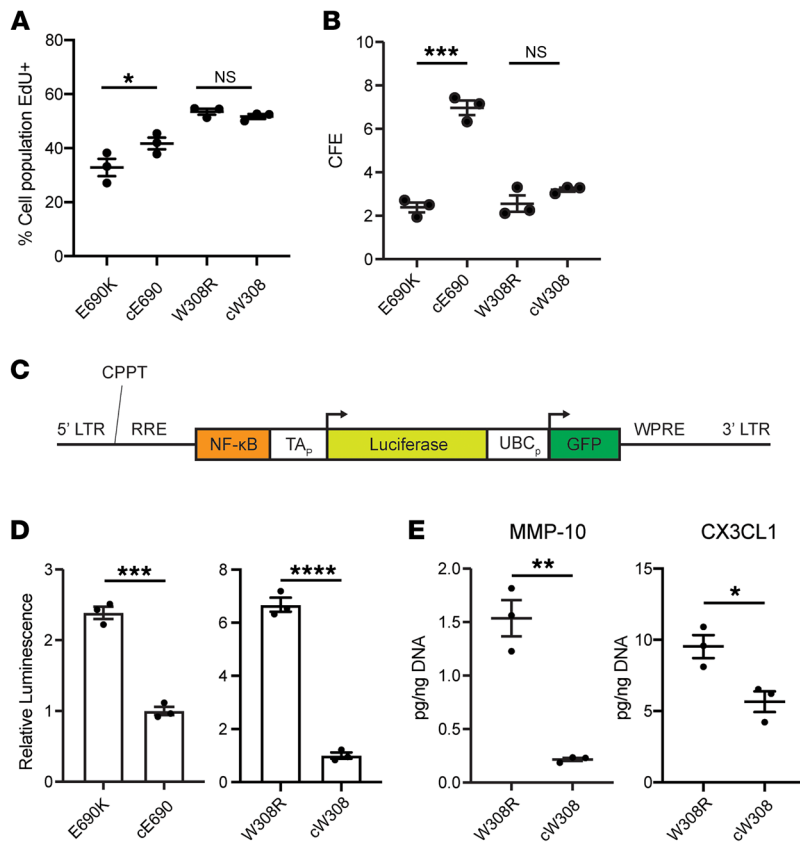 A
% Cell population EdU+
80
60
40
20
0
*
NS
E690K
cE690
W308R
cW308
B
CFE
10
8
6
4
2
0
***
NS
E690K
cE690
W308R
cW308
C
CPPT
5’ LTR
RRE
NF-κB
TAP
Luciferase
UBCp
GFP
WPRE
3’ LTR
D
Relative Luminescence
3
2
1
0
***
E690K
cE690
8
6
4
2
0
****
W308R
cW308
E
MMP-10
pg/ng DNA
2.0
1.5
1.0
0.5
0.0
**
W308R
cW308
CX3CL1
pg/ng DNA
15
10
5
0
*
W308R
cW308